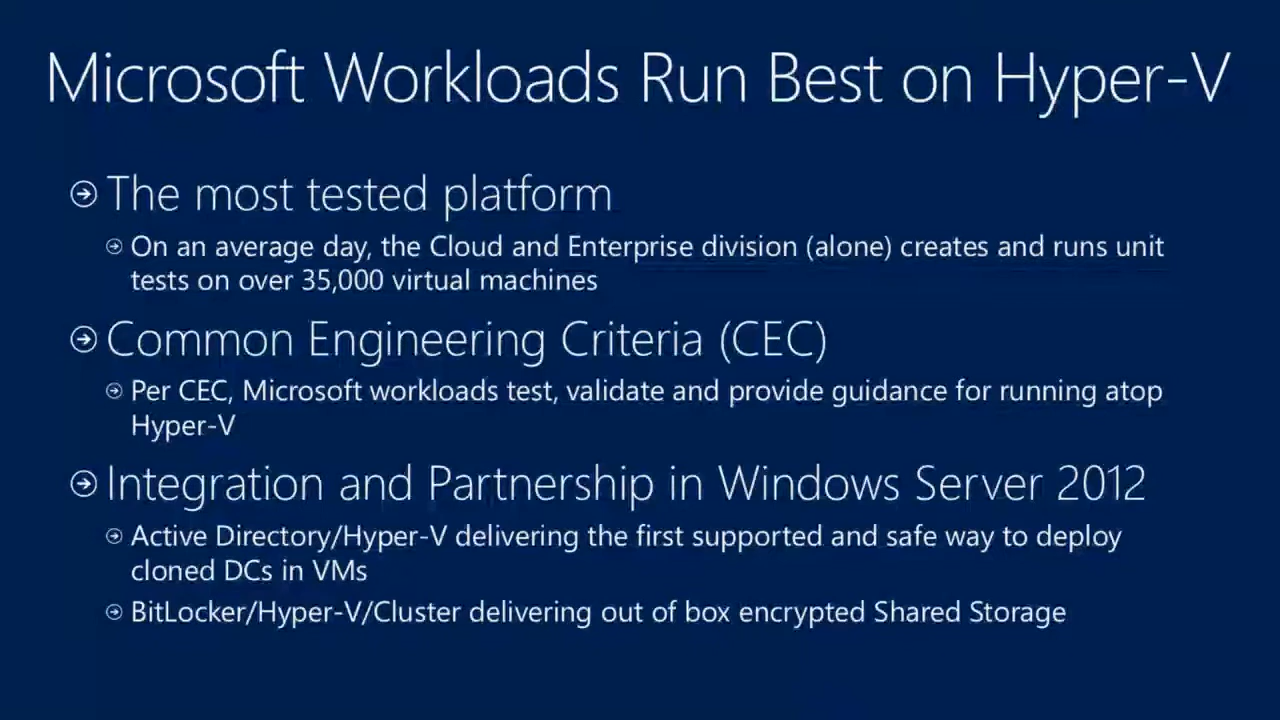 Microsoft Workloads Run Best on Hyper-V
The most tested platform
On an average day, the Cloud and Enterprise division (alone) creates and runs unit
tests on over 35,000 virtual machines
Common Engineering Criteria (CEC)
Per CEC, Microsoft workloads test, validate and provide guidance for running atop
Hyper-V
Integration and Partnership in Windows Server 2012
Active Directory/Hyper-V delivering the first supported and safe way to deploy
cloned DCs in VMs
BitLocker/Hyper-V/Cluster delivering out of box encrypted Shared Storage